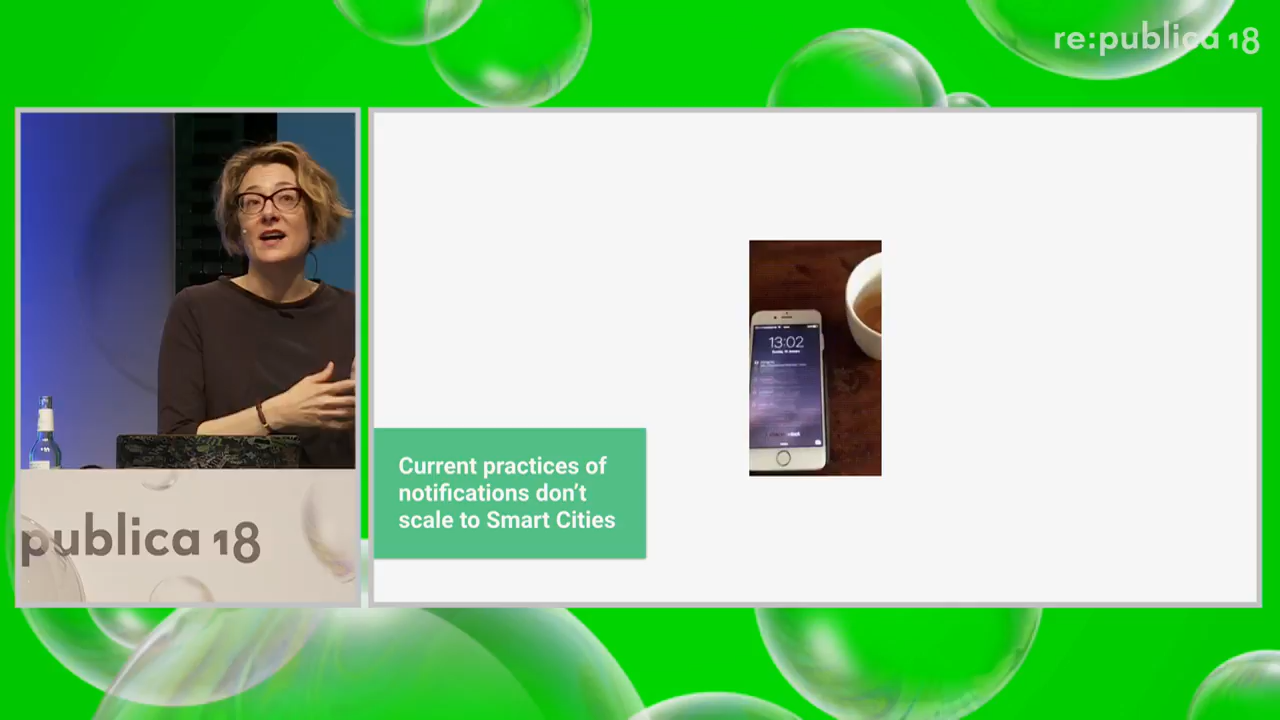 re:publica 18
13:02
Current practices of
notifications don't
scale to Smart Cities
publica 18